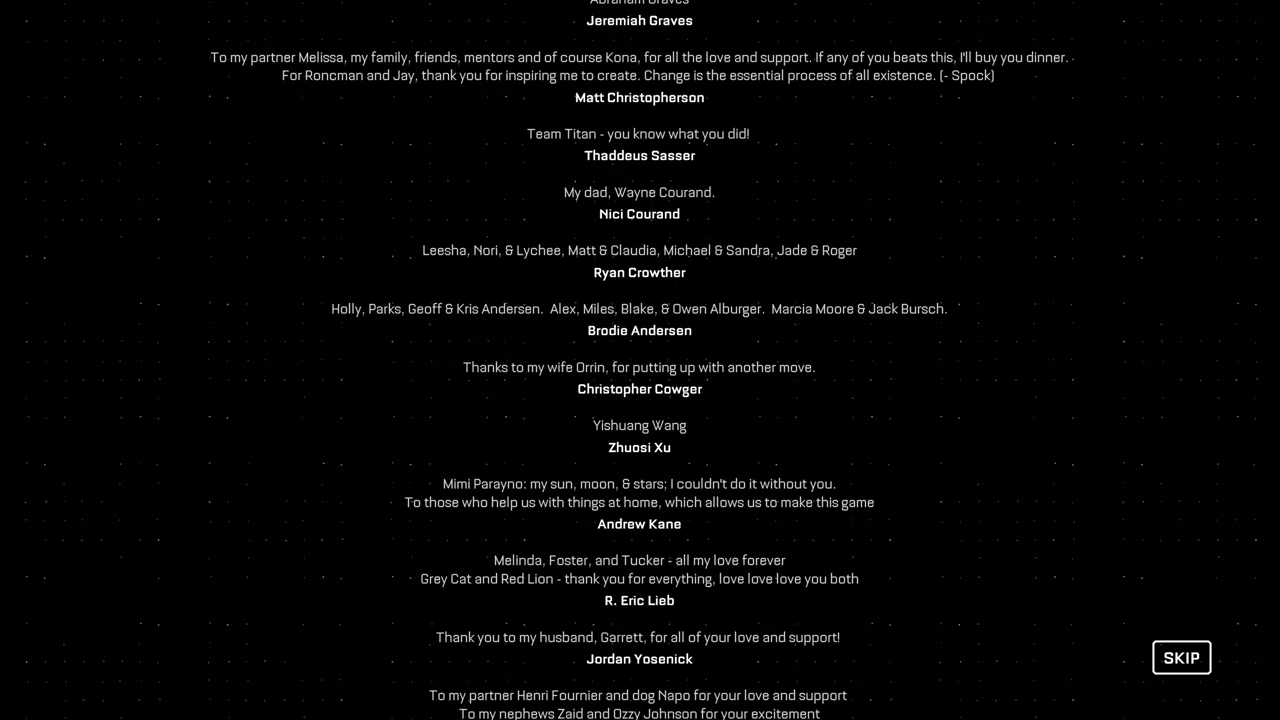 Abraham Graves
Jeremiah Graves
To my partner Melissa, my family, friends, mentors and of course Kona, for all the love and support. If any of you beats this, I'll buy you dinner.
For Roncman and Jay, thank you for inspiring me to create. Change is the essential process of all existence. (- Spock)
Matt Christopherson
Team Titan - you know what you did!
Thaddeus Sasser
My dad, Wayne Courand.
Nici Courand
Leesha, Nori, & Lychee, Matt & Claudia, Michael & Sandra, Jade & Roger
Ryan Crowther
Holly, Parks, Geoff & Kris Andersen.  Alex, Miles, Blake, & Owen Alburger.  Marcia Moore & Jack Bursch.
Brodie Andersen
Thanks to my wife Orrin, for putting up with another move.
Christopher Cowger
Yishuang Wang
Zhuosi Xu
Mimi Parayno: my sun, moon, & stars; I couldn't do it without you.
To those who help us with things at home, which allows us to make this game
Andrew Kane
Melinda, Foster, and Tucker - all my love forever
Grey Cat and Red Lion - thank you for everything, love love love you both
R. Eric Lieb
Thank you to my husband, Garrett, for all of your love and support!
Jordan Yosenick
SKIP
To my partner Henri Fournier and dog Napo for your love and support
To my nephews Zaid and Ozzy Johnson for your excitement